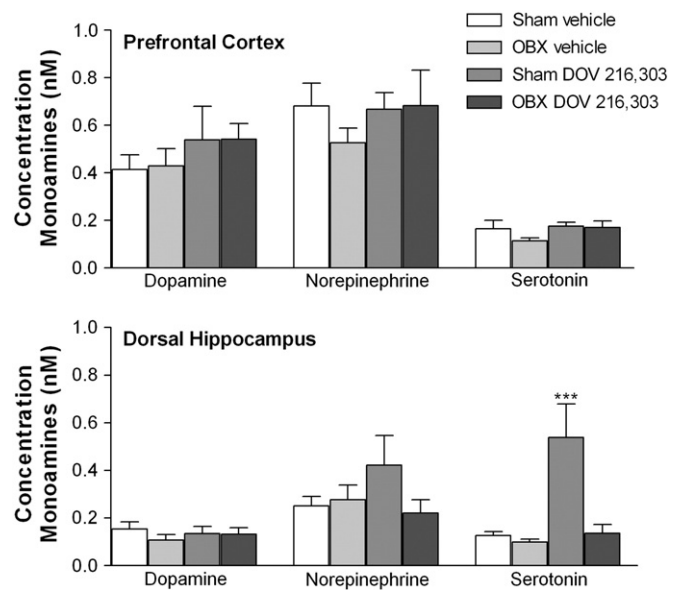 Sham vehicle
OBX vehicle
Sham DOV 216,303
OBX DOV 216,303
Prefrontal Cortex
Concentration
Monoamines (nM)
1.0
0.8
0.6
0.4
0.2
0.0
Dopamine Norepinephrine Serotonin
Dorsal Hippocampus
Concentration
Monoamines (nM)
1.0
0.8
0.6
0.4
0.2
0.0
***
Dopamine Norepinephrine Serotonin